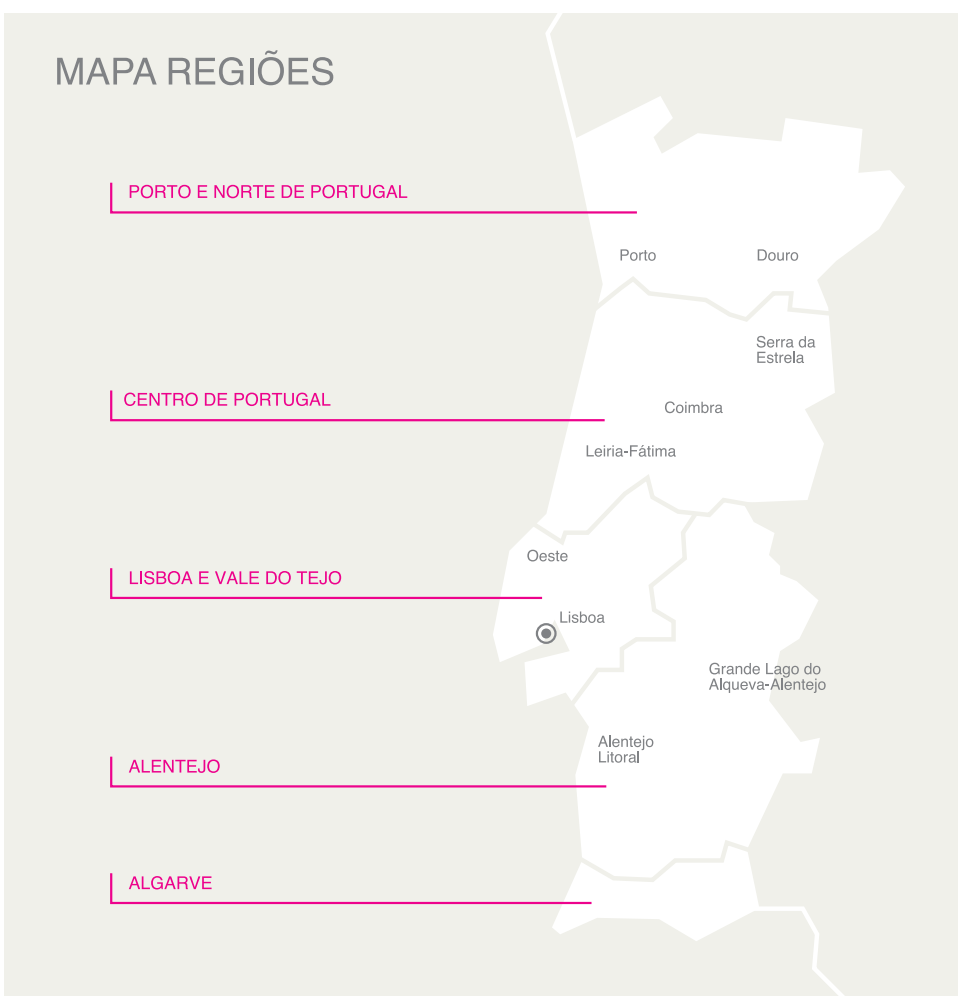 MAPA REGIÕES
PORTO E NORTE DE PORTUGAL
Porto
Douro
Serra da
Estrela
CENTRO DE PORTUGAL
Coimbra
Leiria-Fátima
Oeste
LISBOA E VALE DO TEJO
Lisboa
Grande Lago do
Alqueva-Alentejo
Alentejo
Litoral
ALENTEJO
ALGARVE